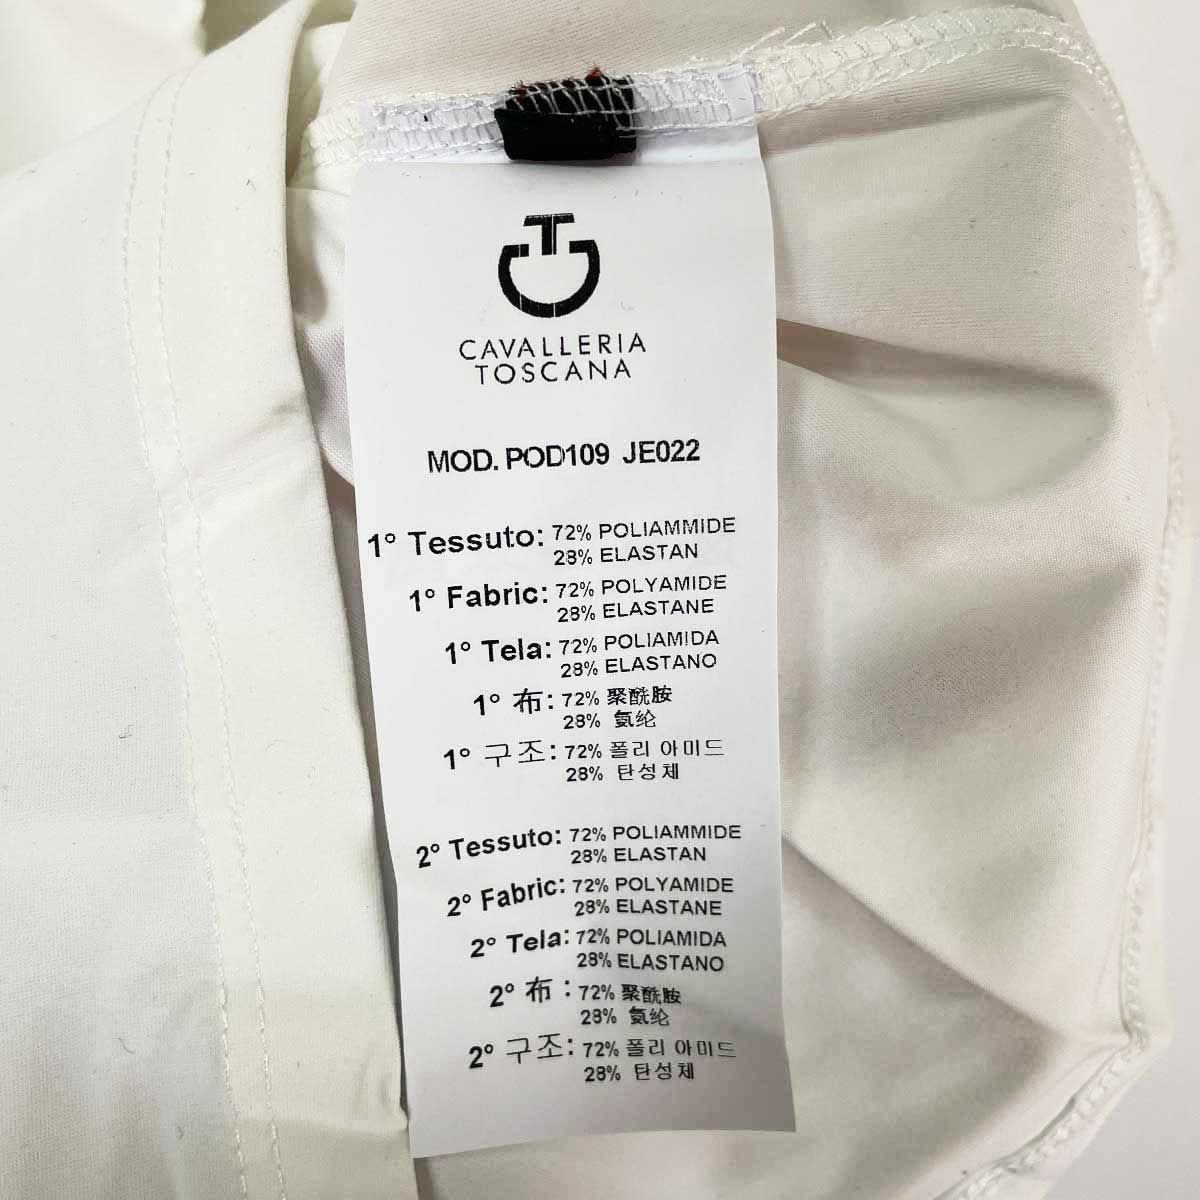 CAVALLERIA
TOSCANA
MOD. POD109 JE022
1° Tessuto: 72% POLIAMMIDE
28% ELASTAN
1° Fabric: 72% POLYAMIDE
28% ELASTANE
1° Tela: 72% POLIAMIDA
28% ELASTANO
1° 布: 72% 聚酰胺
28% 氨纶
1° 구조: 72% 폴리 아미드
28% 탄성체
2° Tessuto: 72% POLIAMMIDE
28% ELASTAN
2° Fabric: 72% POLYAMIDE
28% ELASTANE
2° Tela: 72% POLIAMIDA
28% ELASTANO
2° 布 : 72% 聚酰胺
28% 氨纶
2° 구조: 72% 폴리 아미드
28% 탄성체